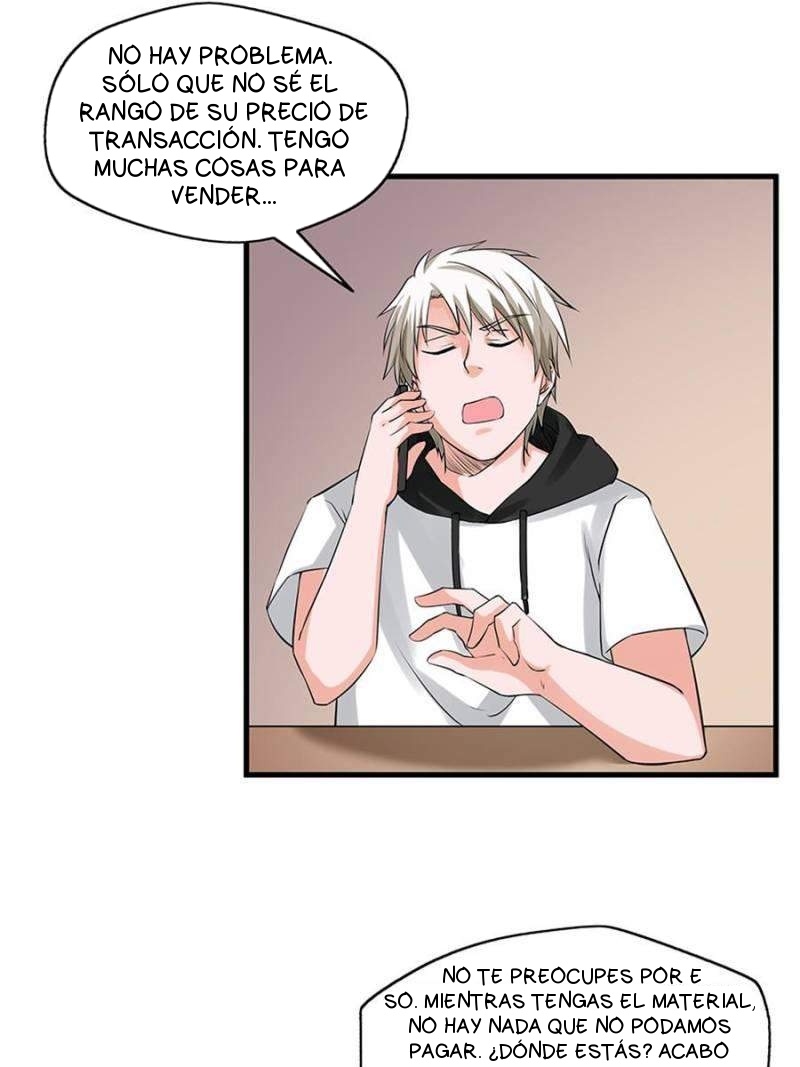 NO HAY PROBLEMA.
SÓLO QUE NO SÉ EL
RANGO DE SU PRECIO DE
TRANSACCIÓN. TENGO
MUCHAS COSAS PARA
VENDER...
NO TE PREOCUPES POR E
SO. MIENTRAS TENGAS EL MATERIAL,
NO HAY NADA QUE NO PODAMOS
PAGAR. ¿DÓNDE ESTÁS? ACABO